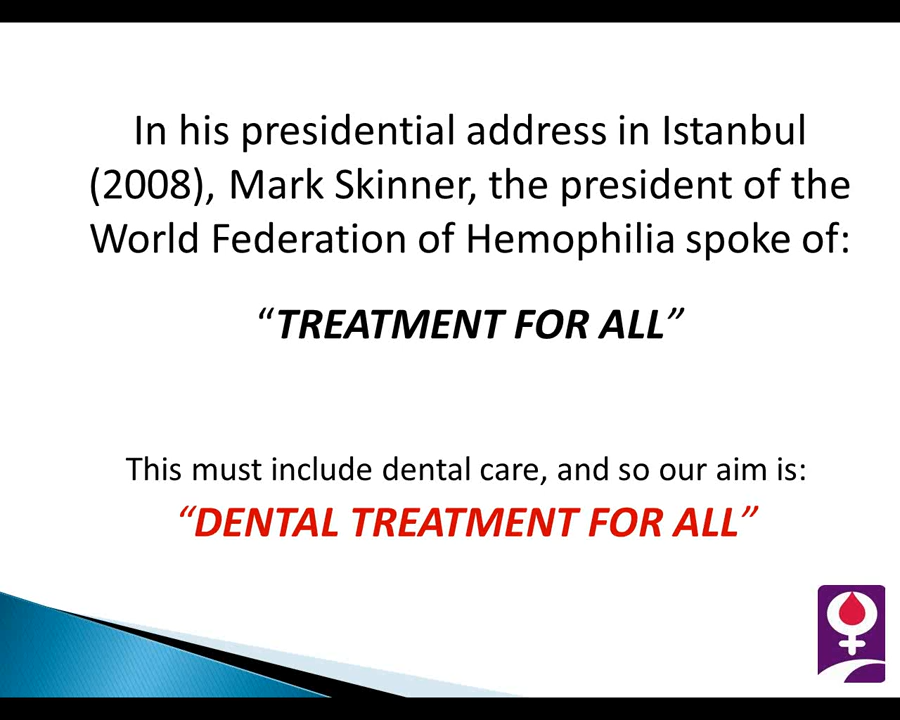 In his presidential address in Istanbul
(2008), Mark Skinner, the president of the
World Federation of Hemophilia spoke of:
“TREATMENT FOR ALL”
This must include dental care, and so our aim is:
“DENTAL TREATMENT FOR ALL”